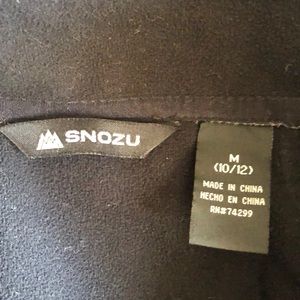 SNOZU
M
(10/12)
MADE IN CHINA
HECHO EN CHINA
RN#74299